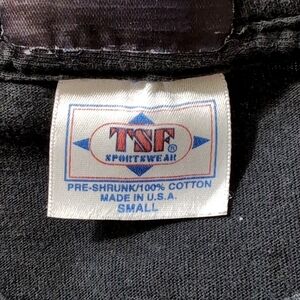 TSF®
SPORTSWEAR
PRE-SHRUNK/100% COTTON
MADE IN U.S.A.
SMALL